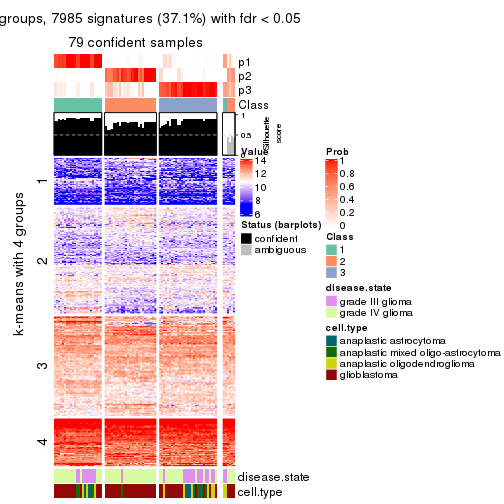 groups, 7985 signatures (37.1%) with fdr < 0.05
79 confident samples
p1
p2
p3
Class
1
0.5
0
Silhouette
score
k-means with 4 groups
1
2
3
4
disease.state
cell.type
Value
14
12
10
8
6
Status (barplots)
confident
ambiguous
Prob
1
0.8
0.6
0.4
0.2
0
Class
1
2
3
disease.state
grade III glioma
grade IV glioma
cell.type
anaplastic astrocytoma
anaplastic mixed oligo-astrocytoma
anaplastic oligodendroglioma
glioblastoma